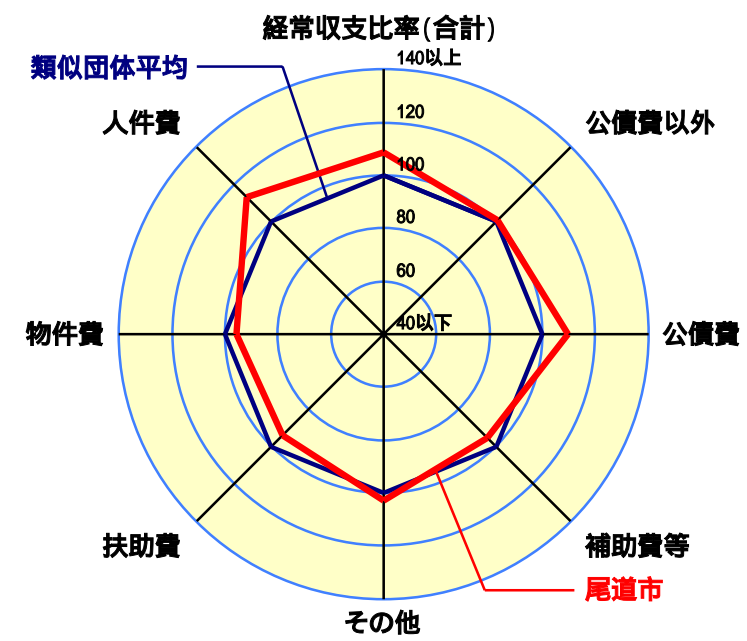 経常収支比率(合計)
140以上
類似団体平均
人件費
120
公債費以外
100
80
60
40以下
物件費
公債費
扶助費
補助費等
尾道市
その他